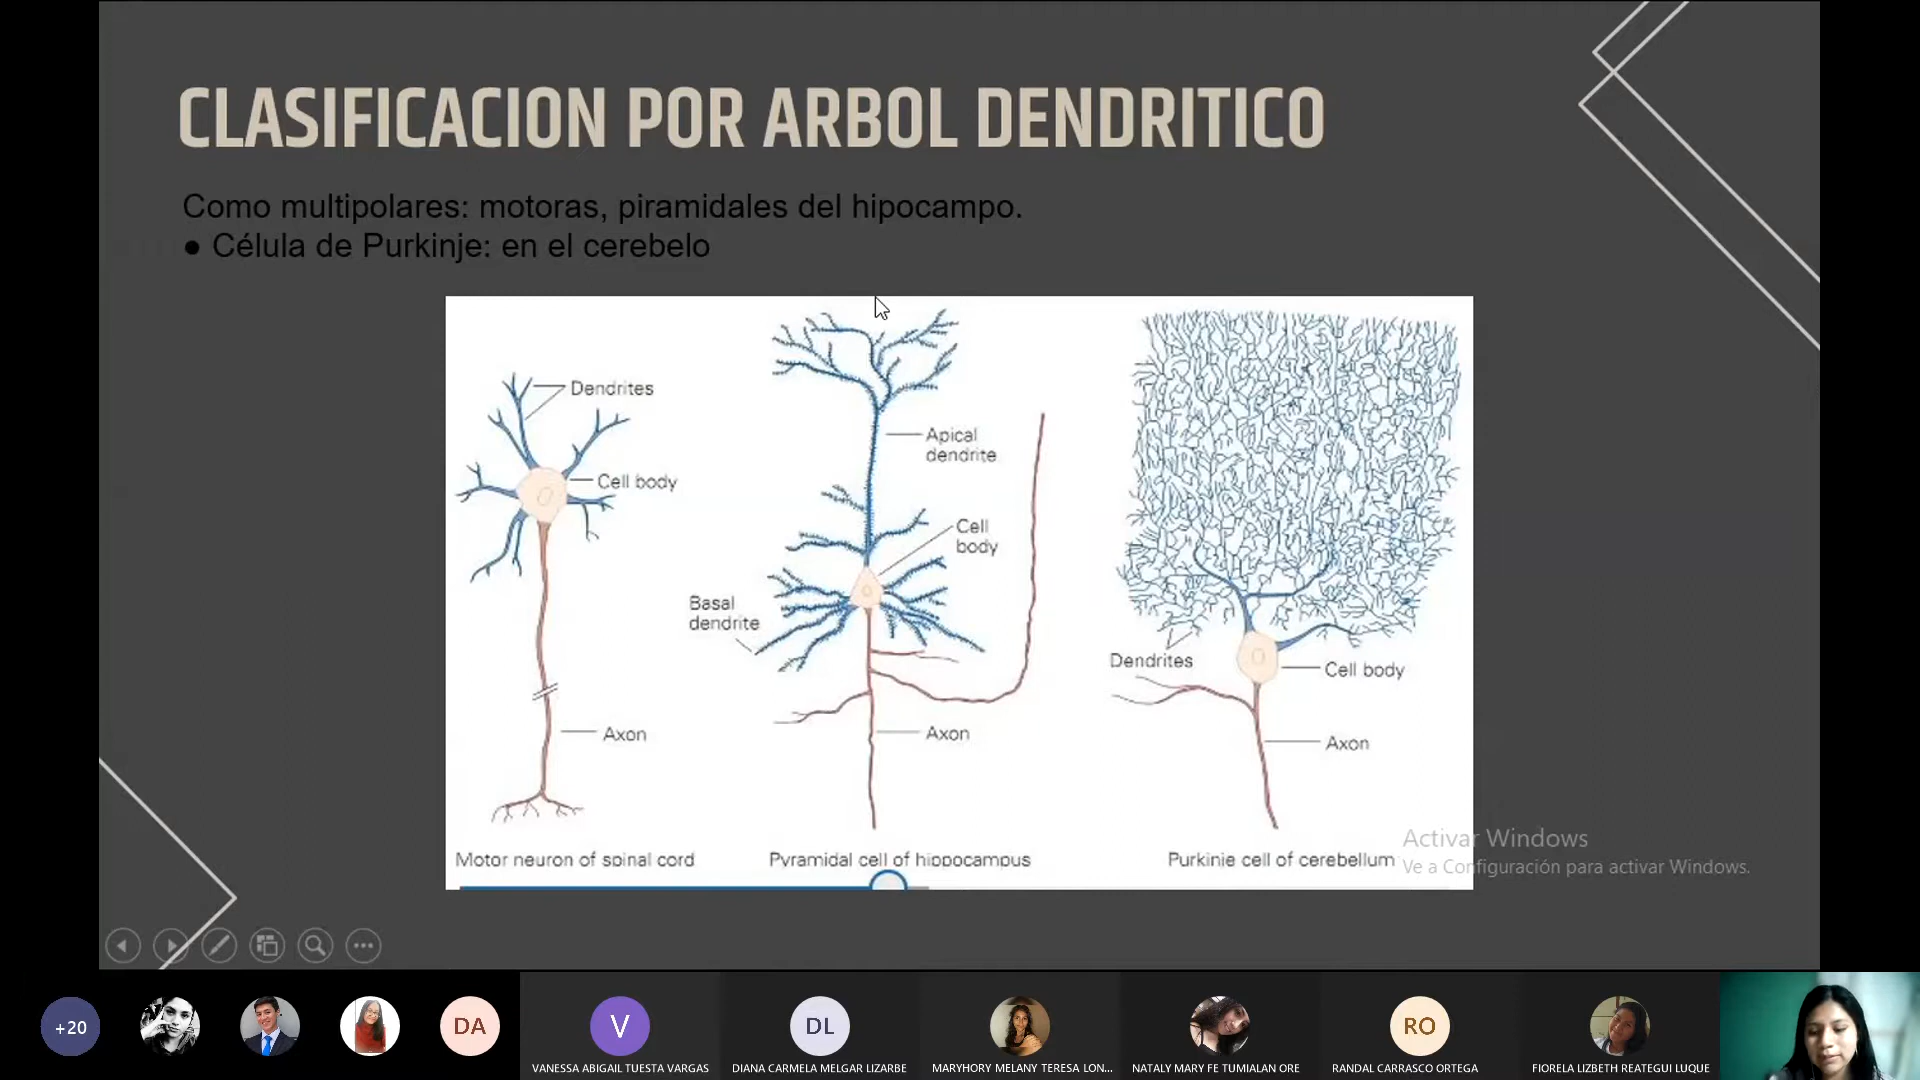 CLASIFICACION POR ARBOL DENDRITICO
Como multipolares: motoras, piramidales del hipocampo.
● Célula de Purkinje: en el cerebelo
Dendrites
Cell body
Axon
Motor neuron of spinal cord
Apical
dendrite
Cell
body
Basal
dendrite
Axon
Pyramidal cell of hippocampus
Dendrites
Cell body
Axon
Purkinje cell of cerebellum
Activar Windows
Ve a Configuración para activar Windows.
+20
DA
V
VANESSA ABIGAIL TUESTA VARGAS
DL
DIANA CARMELA MELGAR LIZARBE
MARYHORY MELANY TERESA LON...
NATALY MARY FE TUMIALAN ORE
RO
RANDAL CARRASCO ORTEGA
FIORELA LIZBETH REATEGUI LUQUE